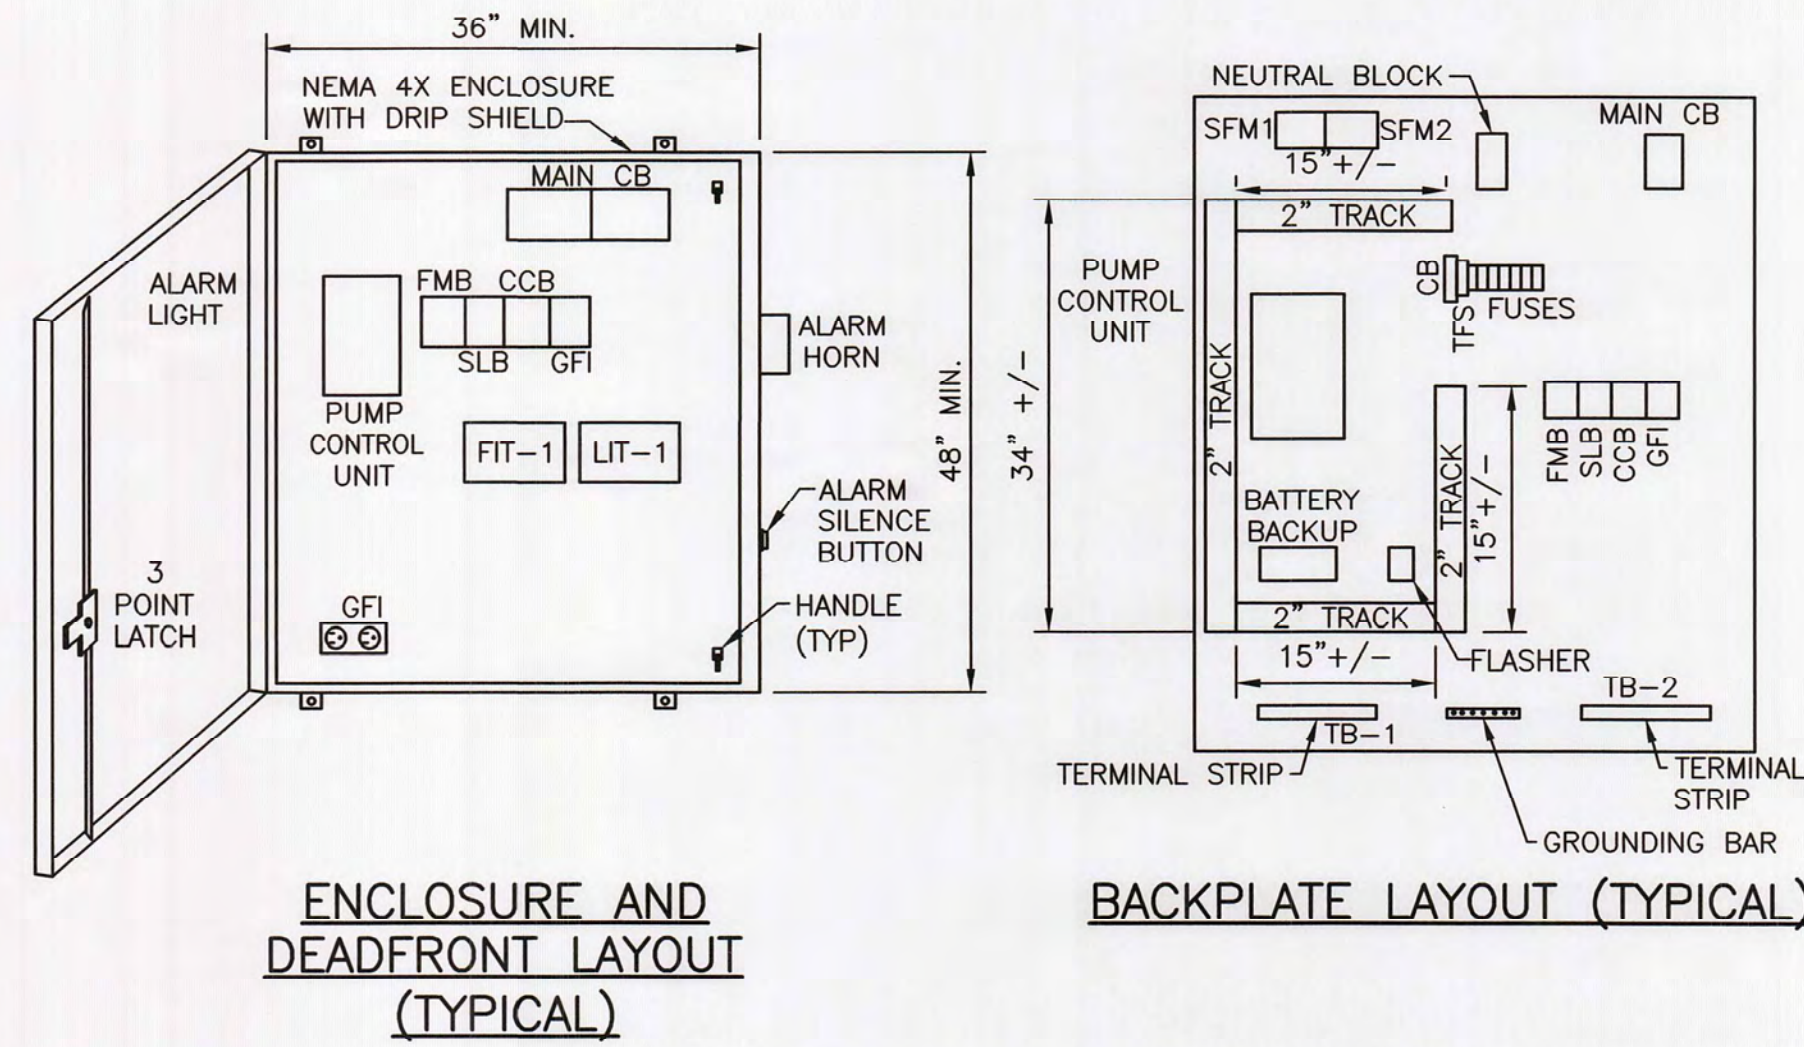 36" MIN.
NEMA 4X ENCLOSURE
WITH DRIP SHIELD
MAIN CB
ALARM
LIGHT
FMB CCB
SLB GFI
PUMP
CONTROL
UNIT
FIT-1 LIT-1
ALARM
HORN
48" MIN.
ALARM
SILENCE
BUTTON
3
POINT
LATCH
GFI
HANDLE
(TYP)
ENCLOSURE AND
DEADFRONT LAYOUT
(TYPICAL)
NEUTRAL BLOCK
MAIN CB
SFM1 SFM2
15"+/-
2" TRACK
PUMP
CONTROL
UNIT
34" +/-
2" TRACK
CB
TFS
FUSES
FMB
SLB
CCB
GFI
2" TRACK
15"+/-
BATTERY
BACKUP
2" TRACK
15"+/-
FLASHER
TB-1
TB-2
TERMINAL STRIP
TERMINAL
STRIP
GROUNDING BAR
BACKPLATE LAYOUT (TYPICAL)